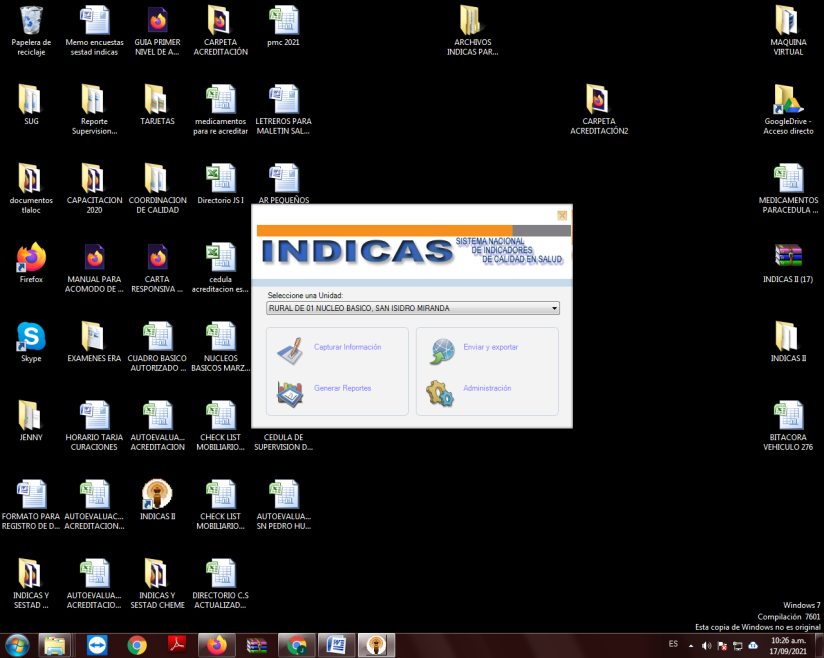 Papelera de
reciclaje
Memo encuestas
sestad indicas
GUIA PRIMER
NIVEL DE A...
CARPETA
ACREDITACIÓN
pmc 2021
ARCHIVOS
INDICAS PAR...
MAQUINA
VIRTUAL
SUG
Reporte
Supervision...
TARJETAS
medicamentos
para re acreditar
LETREROS PARA
MALETIN SAL...
CARPETA
ACREDITACIÓN2
GoogleDrive -
Acceso directo
documentos
tlaloc
CAPACITACION
2020
COORDINACION
DE CALIDAD
Directorio JS I
AR PEQUEÑOS
MEDICAMENTOS
PARACEDULA ...
INDICAS
SISTEMA NACIONAL
DE INDICADORES
DE CALIDAD EN SALUD
Firefox
MANUAL PARA
ACOMODO DE ...
CARTA
RESPONSIVA ...
cedula
acreditacion es...
INDICAS II (17)
Seleccione una Unidad:
RURAL DE 01 NUCLEO BASICO, SAN ISIDRO MIRANDA
Capturar Información
Enviar y exportar
Generar Reportes
Administración
Skype
EXAMENES ERA
CUADRO BASICO
AUTORIZADO ...
NUCLEOS
BASICOS MARZ...
INDICAS II
JENNY
HORARIO TARJA
CURACIONES
AUTOEVALUA...
ACREDITACION
CHECK LIST
MOBILIARIO...
CEDULA DE
SUPERVISION D...
BITACORA
VEHICULO 276
FORMATO PARA
REGISTRO DE D...
AUTOEVALUAC...
ACREDITACION...
INDICAS II
CHECK LIST
MOBILIARIO...
AUTOEVALUA...
SN PEDRO HU...
INDICAS Y
SESTAD ...
AUTOEVALUA...
ACREDITACIO...
INDICAS Y
SESTAD CHEME
DIRECTORIO C.S
ACTUALIZAD...
Windows 7
Compilación 7601
Esta copia de Windows no es original
ES
10:26 a.m.
17/09/2021